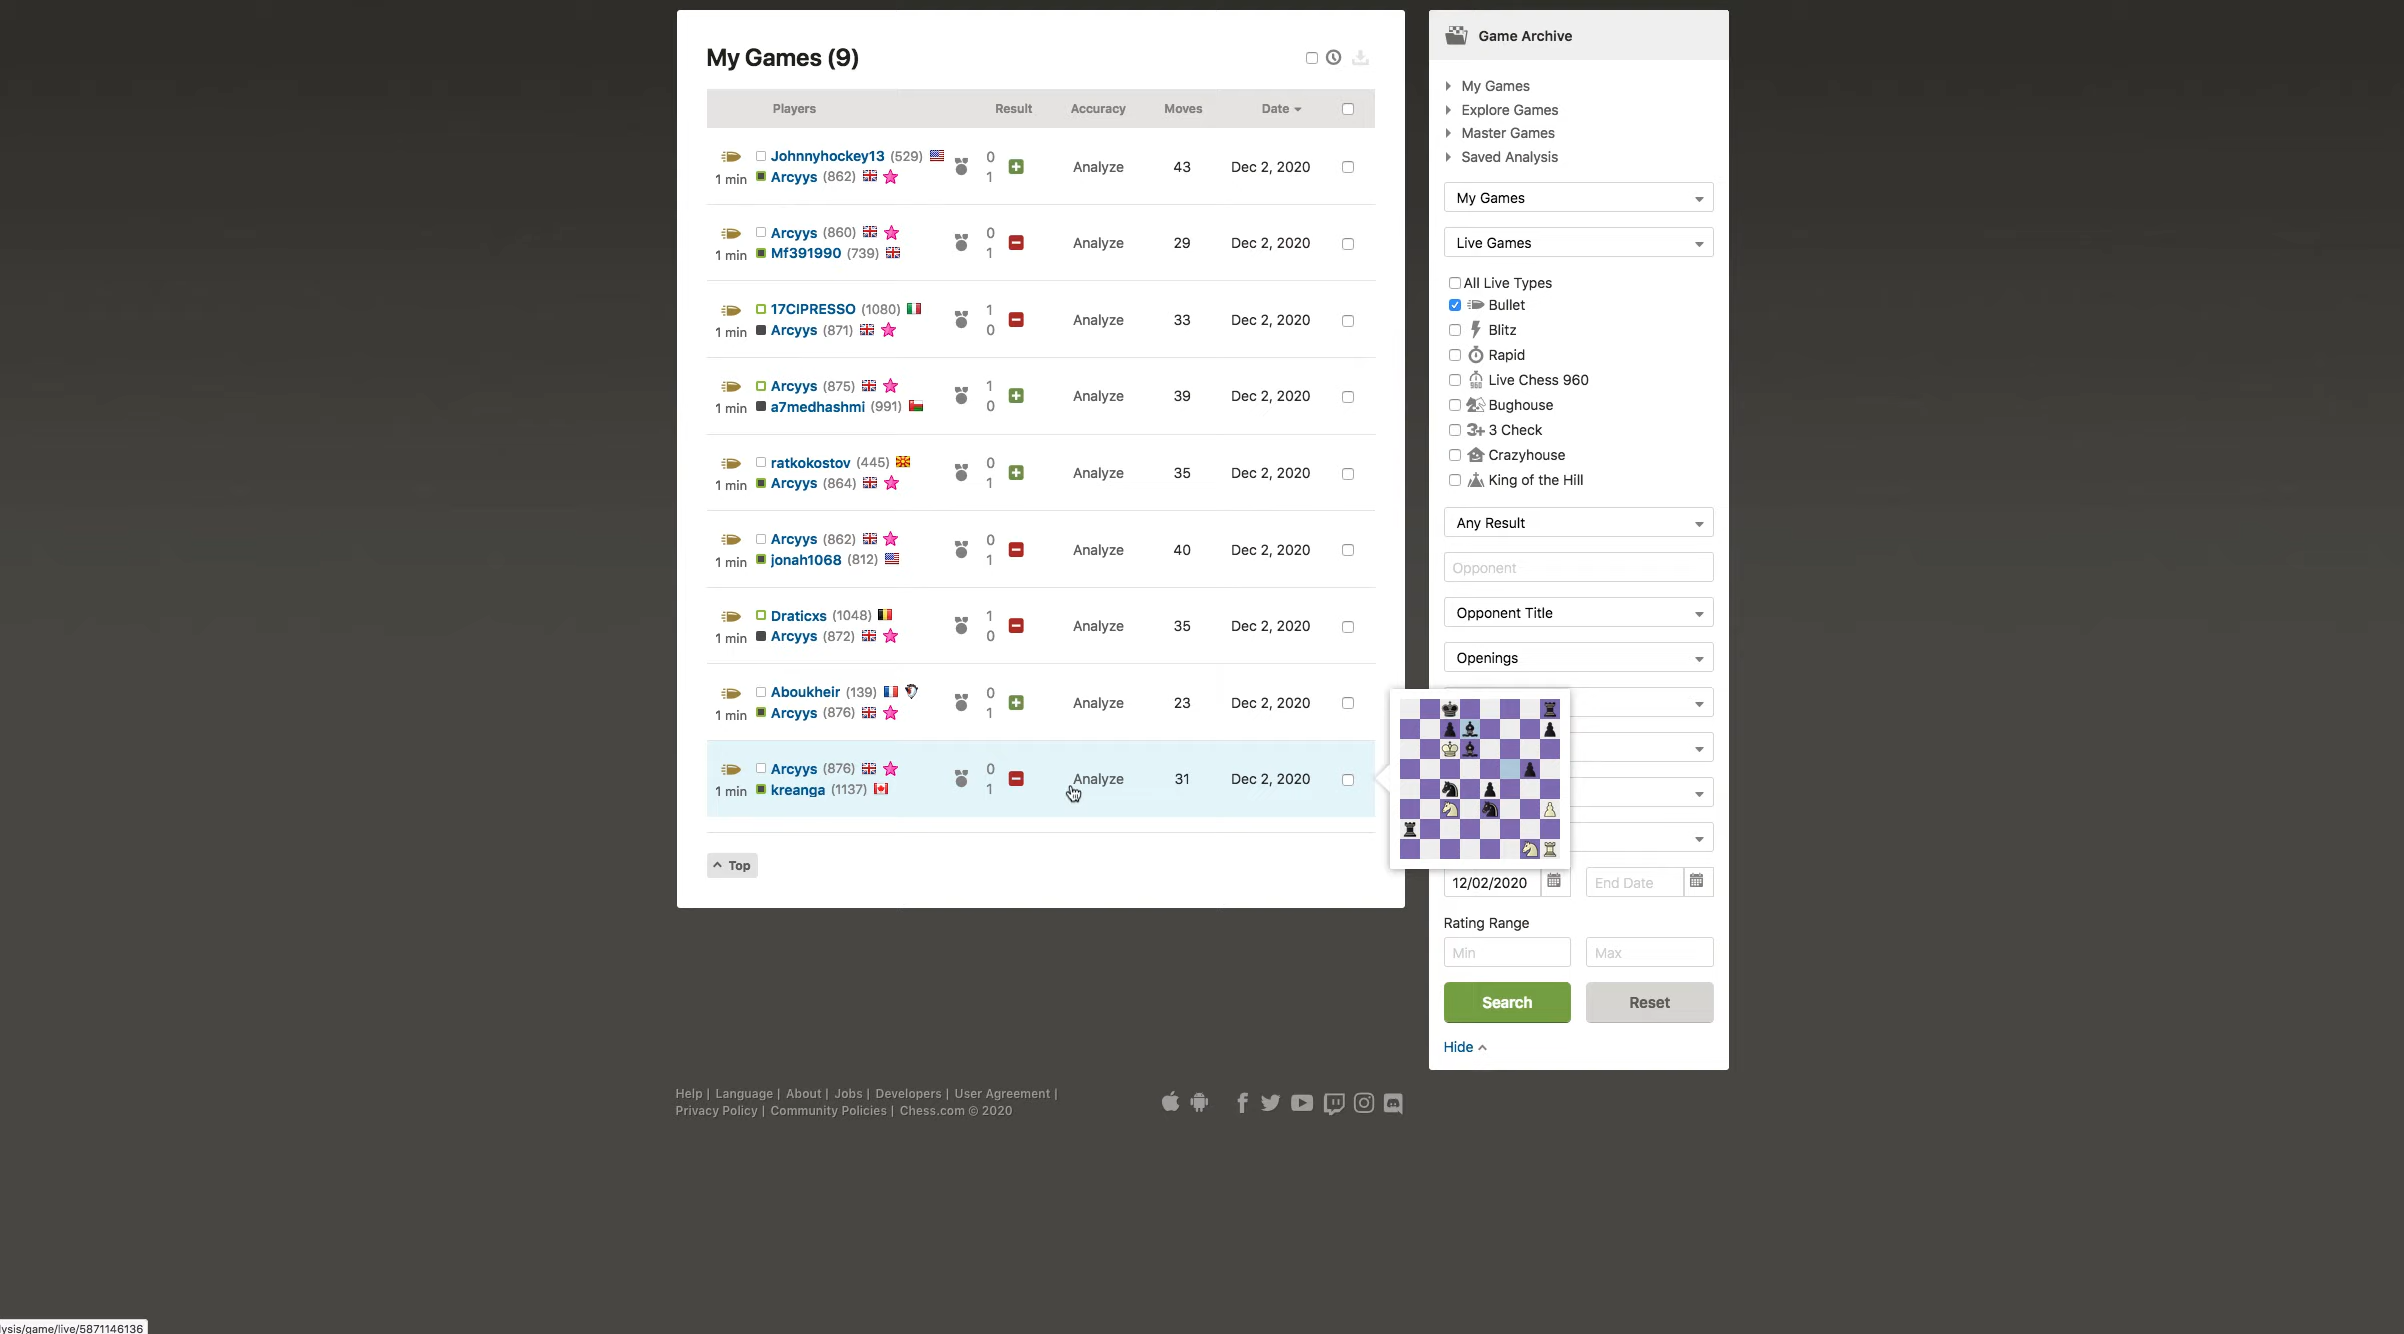 My Games (9)
Players Result Accuracy Moves Date
Johnnyhockey13 (529) 0
1 min Arcyys (862) 1 Analyze 43 Dec 2, 2020
Arcyys (860) 0
1 min Mf391990 (739) 1 Analyze 29 Dec 2, 2020
17CIPRESSO (1080) 1
1 min Arcyys (871) 0 Analyze 33 Dec 2, 2020
Arcyys (875) 1
1 min a7medhashmi (991) 0 Analyze 39 Dec 2, 2020
ratkokostov (445) 0
1 min Arcyys (864) 1 Analyze 35 Dec 2, 2020
Arcyys (862) 0
1 min jonah1068 (812) 1 Analyze 40 Dec 2, 2020
Draticxs (1048) 1
1 min Arcyys (872) 0 Analyze 35 Dec 2, 2020
Aboukheir (139) 0
1 min Arcyys (876) 1 Analyze 23 Dec 2, 2020
Arcyys (876) 0
1 min kreanga (1137) 1 Analyze 31 Dec 2, 2020
Top
Game Archive
My Games
Explore Games
Master Games
Saved Analysis
My Games
Live Games
All Live Types
Bullet
Blitz
Rapid
960 Live Chess 960
Bughouse
3+ 3 Check
Crazyhouse
King of the Hill
Any Result
Opponent
Opponent Title
Openings
12/02/2020 End Date
Rating Range
Min Max
Search Reset
Hide
Help | Language | About | Jobs | Developers | User Agreement |
Privacy Policy | Community Policies | Chess.com © 2020
lysis/game/live/5871146136